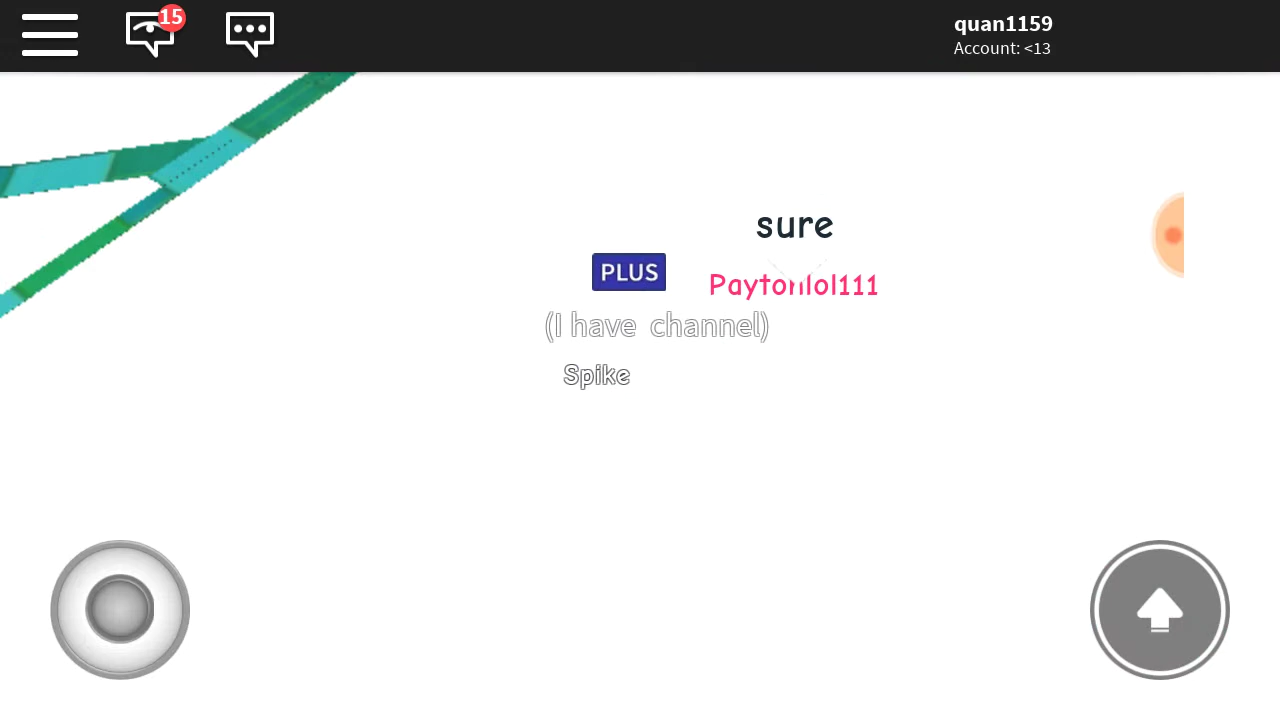 15
quan1159
Account: <13
sure
PLUS
Paytonlol111
(I have channel)
Spike